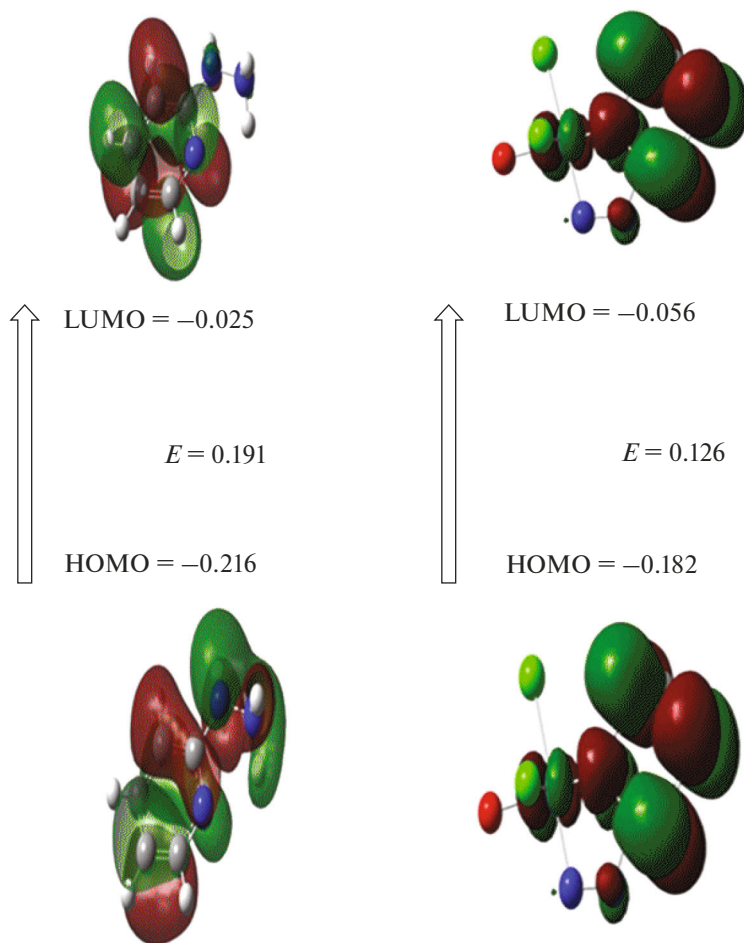 LUMO = −0.025
LUMO = −0.056
E = 0.191
E = 0.126
HOMO = −0.216
HOMO = −0.182